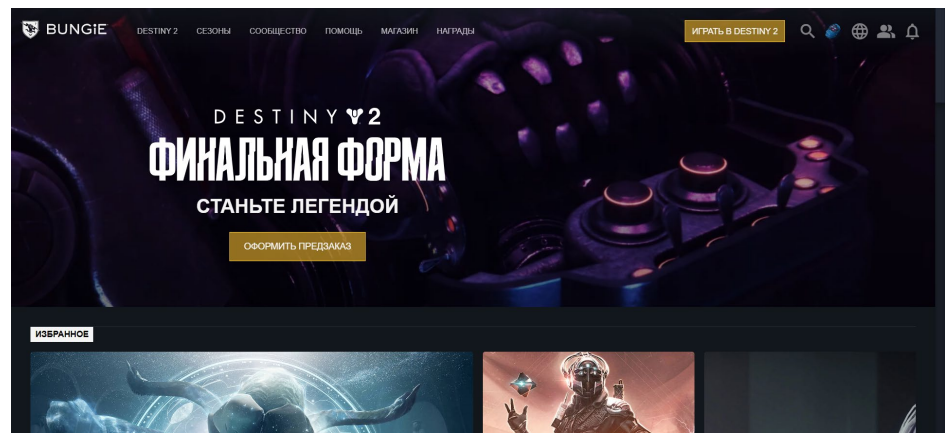 BUNGiE
DESTINY 2 СЕЗОНЫ СООБЩЕСТВО ПОМОЩЬ МАГАЗИН НАГРАДЫ
ИГРАТЬ В DESTINY 2
DESTINY 2
ФИНАЛЬНАЯ ФОРМА
СТАНЬТЕ ЛЕГЕНДОЙ
ОФОРМИТЬ ПРЕДЗАКАЗ
ИЗБРАННОЕ